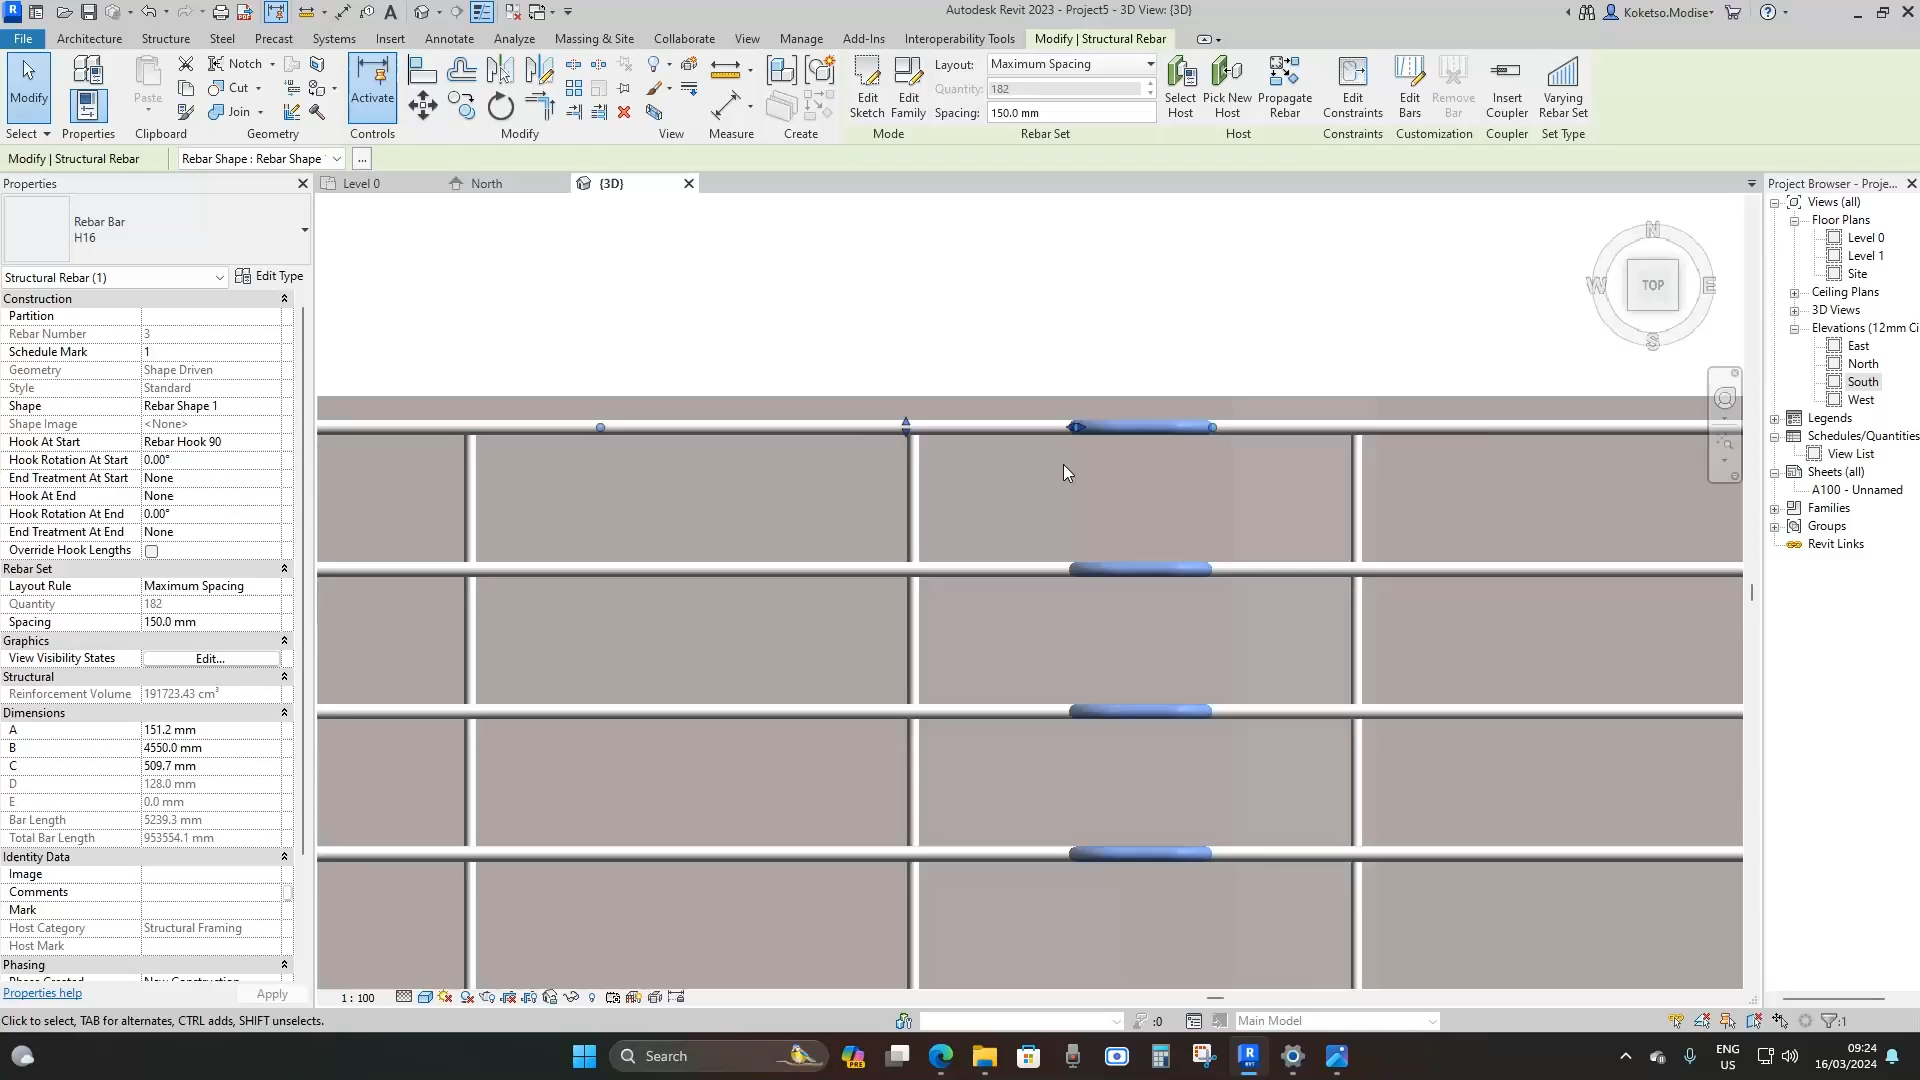 Autodesk Revit 2023 - Project5 - 3D View: {3D}
Koketso.Modise
File Architecture Structure Steel Precast Systems Insert Annotate Analyze Massing & Site Collaborate View Manage Add-Ins Interoperability Tools Modify | Structural Rebar
Modify
Paste
Notch
Cut
Join
Activate
Edit Sketch
Edit Family
Layout: Maximum Spacing
Quantity: 182
Spacing: 150.0 mm
Select Host
Pick New Host
Propagate Rebar
Edit Constraints
Edit Bars
Remove Bar
Insert Coupler
Varying Rebar Set
Select Properties Clipboard Geometry Controls Modify View Measure Create Mode Rebar Set Host Constraints Customization Coupler Set Type
Modify | Structural Rebar Rebar Shape : Rebar Shape ...
Properties
Level 0 North {3D}
Rebar Bar
H16
Structural Rebar (1) Edit Type
Construction
Partition
Rebar Number 3
Schedule Mark 1
Geometry Shape Driven
Style Standard
Shape Rebar Shape 1
Shape Image <None>
Hook At Start Rebar Hook 90
Hook Rotation At Start 0.00°
End Treatment At Start None
Hook At End None
Hook Rotation At End 0.00°
End Treatment At End None
Override Hook Lengths
Rebar Set
Layout Rule Maximum Spacing
Quantity 182
Spacing 150.0 mm
Graphics
View Visibility States Edit...
Structural
Reinforcement Volume 191723.43 cm³
Dimensions
A 151.2 mm
B 4550.0 mm
C 509.7 mm
D 128.0 mm
E 0.0 mm
Bar Length 5239.3 mm
Total Bar Length 953554.1 mm
Identity Data
Image
Comments
Mark
Host Category Structural Framing
Host Mark
Phasing
Properties help Apply
N
W TOP E
S
Project Browser - Proje...
Views (all)
Floor Plans
Level 0
Level 1
Site
Ceiling Plans
3D Views
Elevations (12mm Ci
East
North
South
West
Legends
Schedules/Quantities
View List
Sheets (all)
A100 - Unnamed
Families
Groups
Revit Links
1 : 100
Click to select, TAB for alternates, CTRL adds, SHIFT unselects. :0 Main Model :1
Search
ENG
US
09:24
16/03/2024